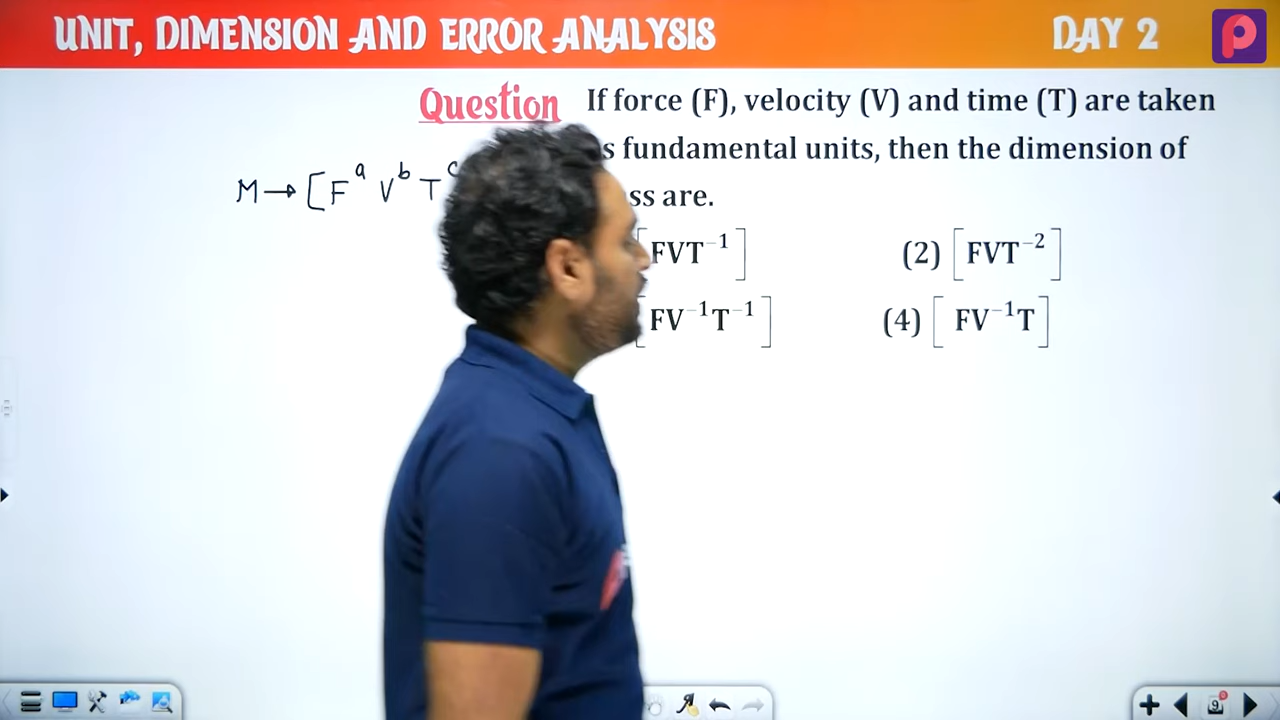 UNIT, DIMENSION AND ERROR ANALYSIS DAY 2
Question If force (F), velocity (V) and time (T) are taken
s fundamental units, then the dimension of
ss are.
M→[F^a V^b T^c
[FVT⁻¹] (2) [FVT⁻²]
[FV⁻¹T⁻¹] (4) [FV⁻¹T]
9